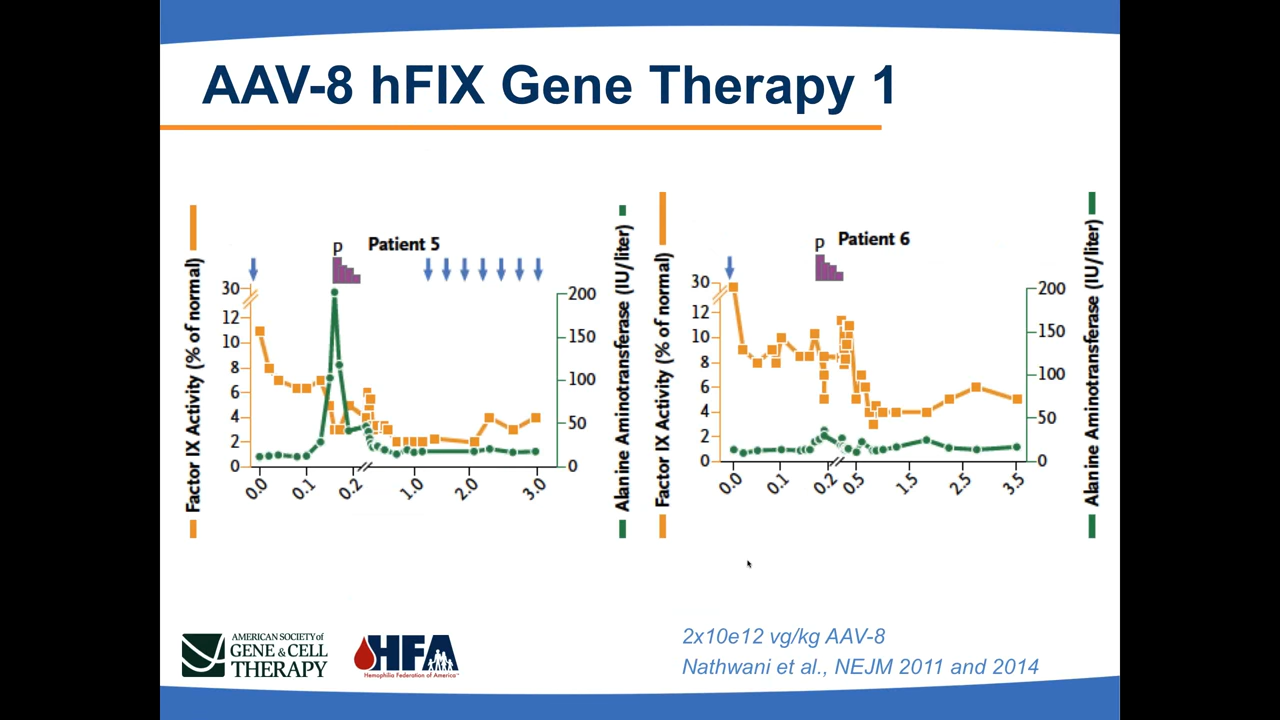 AAV-8 hFIX Gene Therapy 1
Factor IX Activity (% of normal)
p
Patient 5
30
12
10
8
6
4
2
0
0.0
0.1
0.2
1.0
2.0
3.0
200
150
100
50
0
Alanine Aminotransferase (IU/liter)
Factor IX Activity (% of normal)
p
Patient 6
30
12
10
8
6
4
2
0
0.0
0.1
0.2
0.5
1.5
2.5
3.5
200
150
100
50
0
Alanine Aminotransferase (IU/liter)
AMERICAN SOCIETY of
GENE & CELL
THERAPY
HFA
Hemophilia Federation of America™
2x10e12 vg/kg AAV-8
Nathwani et al., NEJM 2011 and 2014